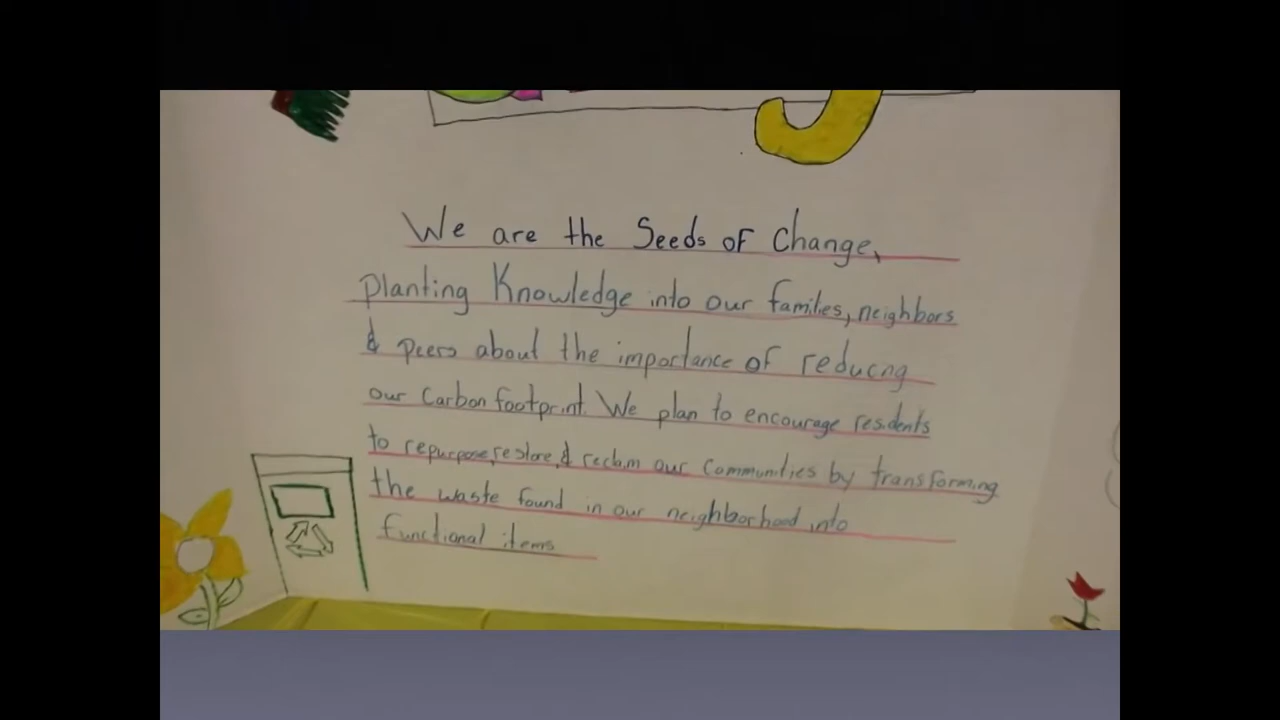 We are the Seeds of Change,
planting Knowledge into our families, neighbors
& peers about the importance of reducng
our Carbon footprint. We plan to encourage residents
to repurpose, restore, & reclaim our Communities by transforming
the waste found in our neighborhood into
functional items